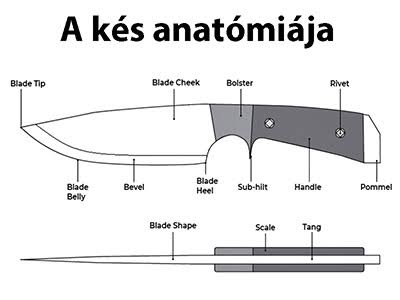 A kés anatómiája
Blade Tip
Blade Cheek
Bolster
Rivet
Blade
Belly
Bevel
Blade
Heel
Sub-hilt
Handle
Pommel
Blade Shape
Scale
Tang